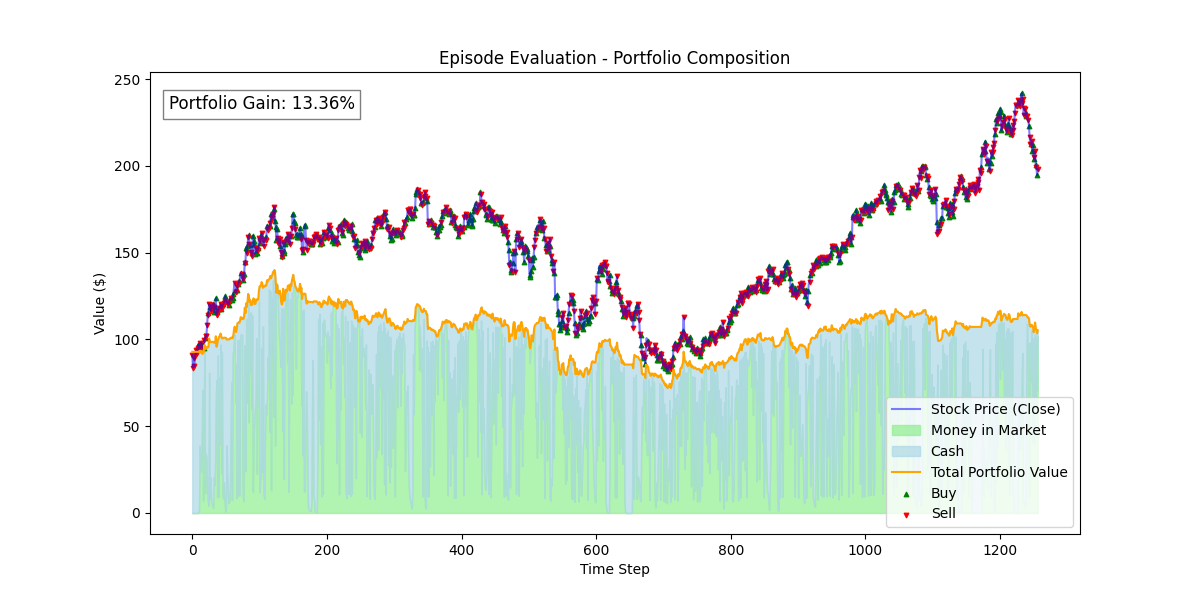 Episode Evaluation - Portfolio Composition
Portfolio Gain: 13.36%
Value ($)
250
200
150
100
50
0
0 200 400 600 800 1000 1200
Time Step
Stock Price (Close)
Money in Market
Cash
Total Portfolio Value
Buy
Sell